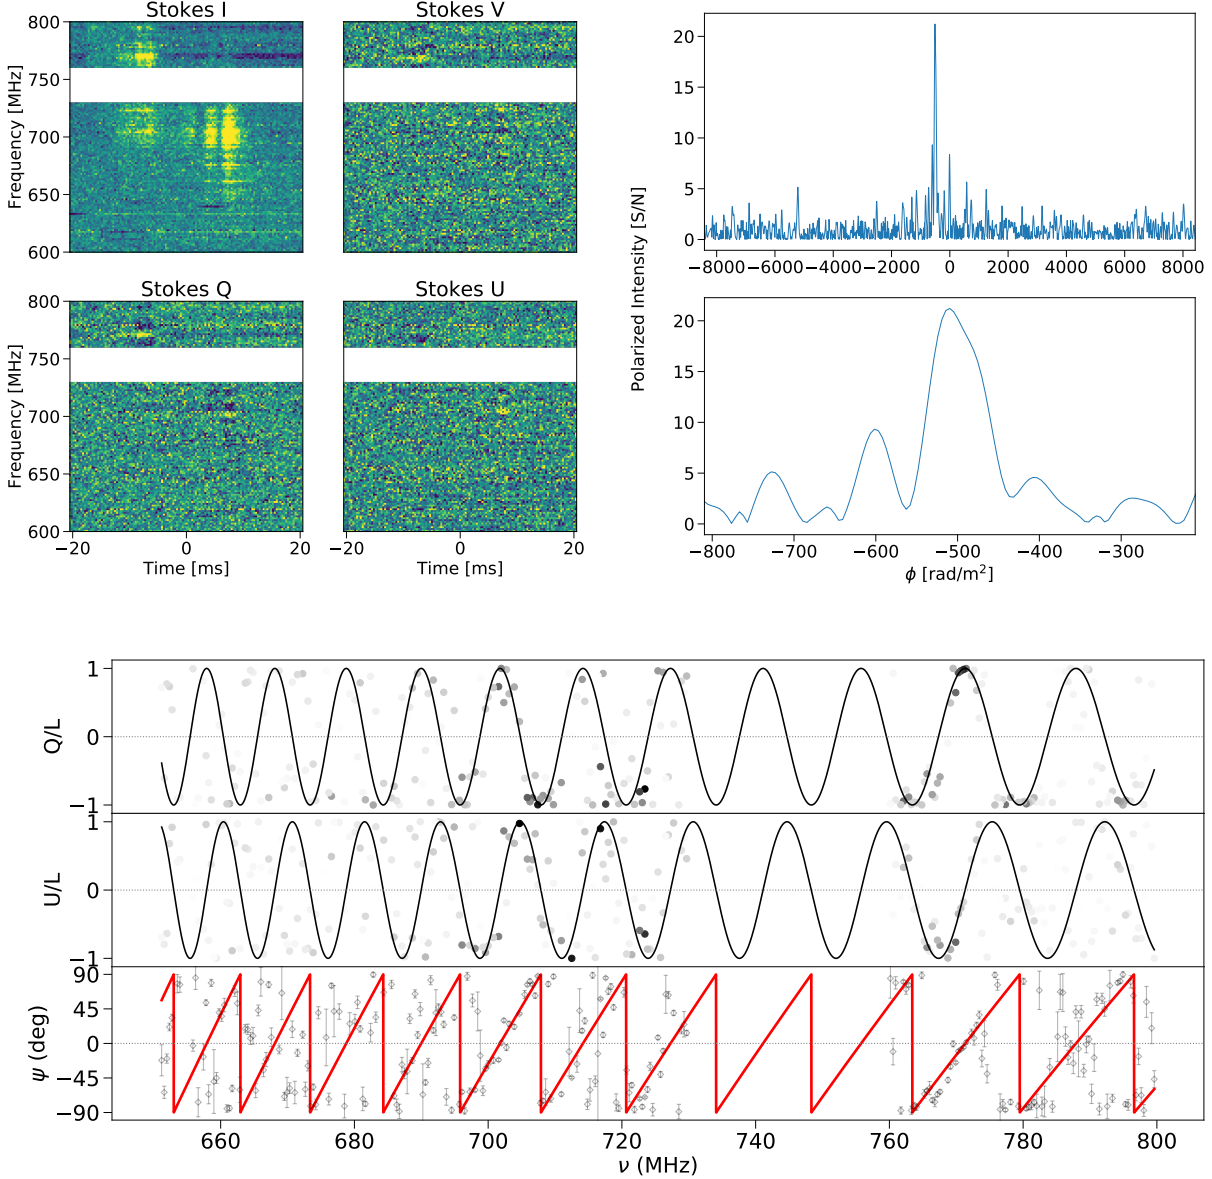 Stokes I
Stokes V
800
750
700
650
600
Frequency [MHz]
Stokes Q
Stokes U
800
750
700
650
600
Frequency [MHz]
−20 0 20
−20 0 20
Time [ms]
Time [ms]
20
15
10
5
0
−8000 −6000 −4000 −2000 0 2000 4000 6000 8000
Polarized Intensity [S/N]
20
15
10
5
0
−800 −700 −600 −500 −400 −300
ϕ [rad/m²]
1
0
−1
Q/L
1
0
−1
U/L
90
45
0
−45
−90
ψ (deg)
660 680 700 720 740 760 780 800
ν (MHz)